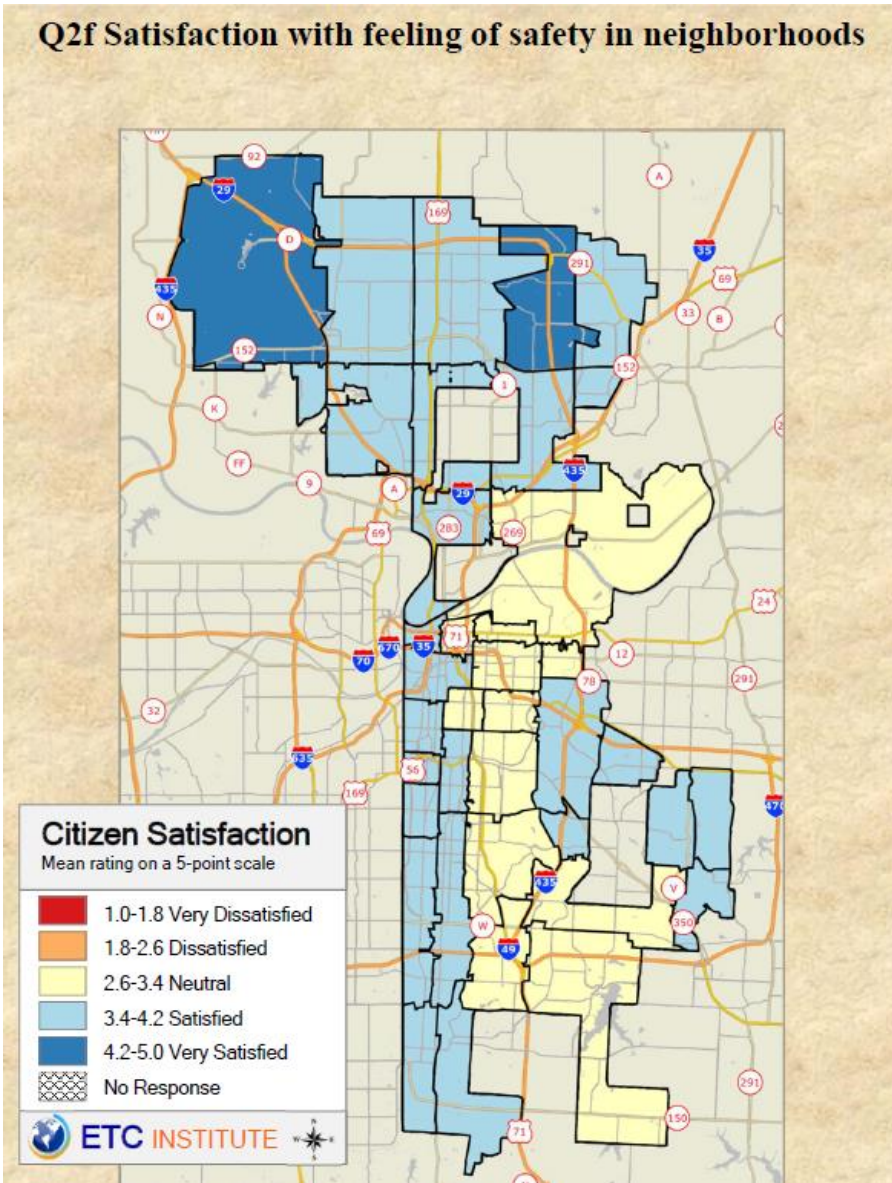 Q2f Satisfaction with feeling of safety in neighborhoods
92
29
A
169
D
35
291
435
69
N
33
B
152
152
1
K
FF
435
9
A
29
283
269
69
24
71
670
35
12
70
78
291
32
635
56
169
470
435
V
350
W
49
291
150
71
Citizen Satisfaction
Mean rating on a 5-point scale
1.0-1.8 Very Dissatisfied
1.8-2.6 Dissatisfied
2.6-3.4 Neutral
3.4-4.2 Satisfied
4.2-5.0 Very Satisfied
No Response
ETC INSTITUTE
N
W
E
S